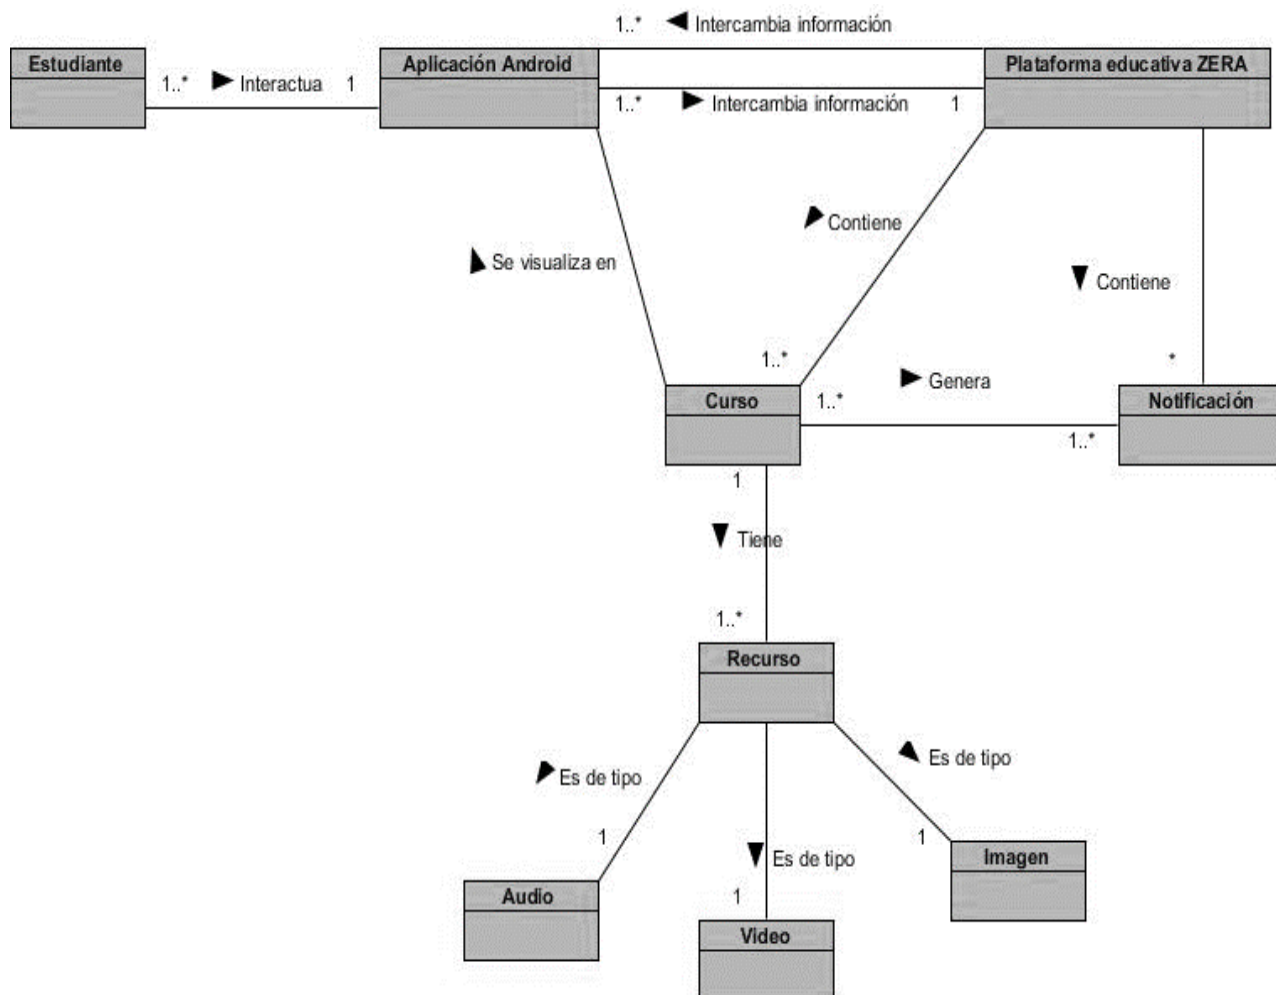 1..* Intercambia información
Estudiante
Aplicación Android
Plataforma educativa ZERA
1..* Interactua 1
1..* Intercambia información 1
Contiene
Se visualiza en
Contiene
1..*
*
Genera
Curso
1..*
Notificación
1..*
1
Tiene
1..*
Recurso
Es de tipo
Es de tipo
1
1
Imagen
Es de tipo
Audio
1
Video